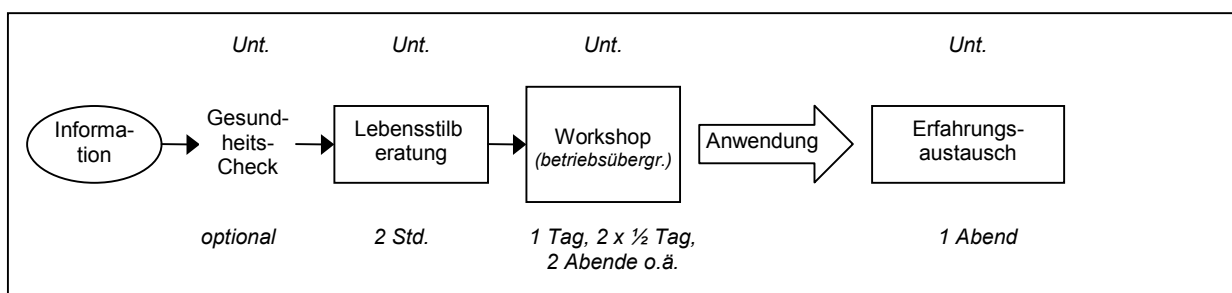 Unt. Unt. Unt. Unt.
Informa-
tion
Gesund-
heits-
Check
Lebensstilb
eratung
Workshop
(betriebsübergr.)
Anwendung
Erfahrungs-
austausch
optional
2 Std.
1 Tag, 2 x ½ Tag,
2 Abende o.ä.
1 Abend